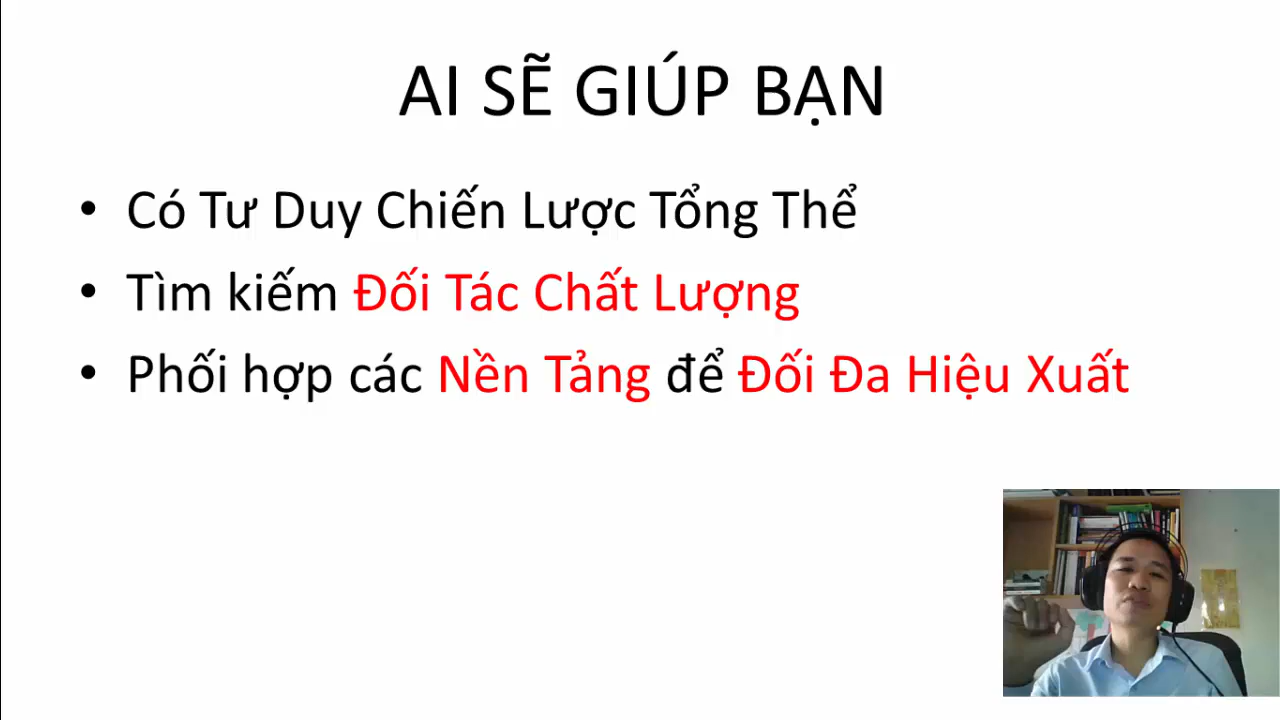 AI SẼ GIÚP BẠN
• Có Tư Duy Chiến Lược Tổng Thể
• Tìm kiếm Đối Tác Chất Lượng
• Phối hợp các Nền Tảng để Đối Đa Hiệu Xuất